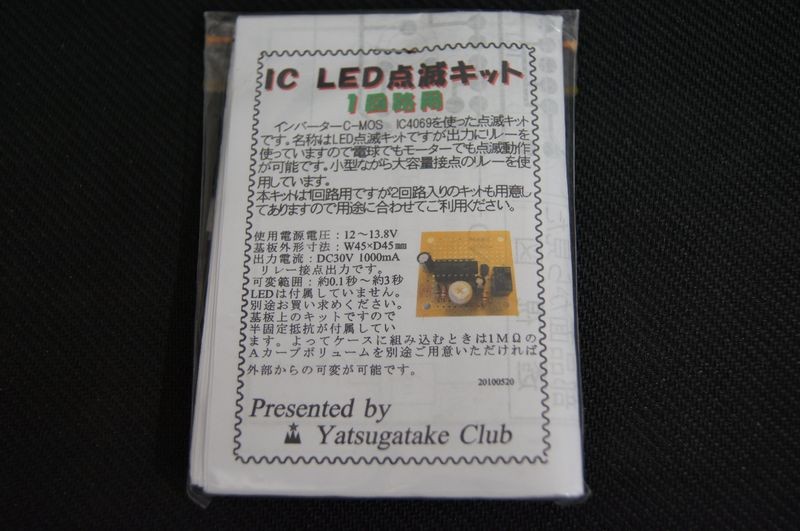 IC LED点滅キット
1回路用
インバーターC-MOS IC4069を使った点滅キット
です。名称はLED点滅キットですが出力にリレーを
使っていますので電球でもモーターでも点滅動作
が可能です。小型ながら大容量接点のリレーを使
用しています。
本キットは1回路用ですが2回路入りのキットも用意し
てありますので用途に合わせてご利用ください。
使用電源電圧：12～13.8V
基板外形寸法：W45×D45㎜
出力電流：DC30V 1000mA
リレー接点出力です。
可変範囲：約0.1秒～約3秒
LEDは付属していません。
別途お買い求めください。
基板上のキットですので
半固定抵抗が付属してい
ます。よってケースに組み込むときは1MΩの
Aカーブボリュームを別途ご用意いただければ
外部からの可変が可能です。
20100520
Presented by
Yatsugatake Club